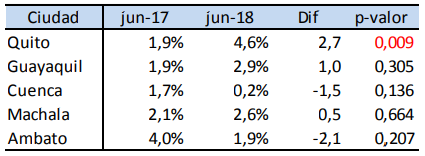 Ciudad jun-17 jun-18 Dif p-valor
Quito 1,9% 4,6% 2,7 0,009
Guayaquil 1,9% 2,9% 1,0 0,305
Cuenca 1,7% 0,2% -1,5 0,136
Machala 2,1% 2,6% 0,5 0,664
Ambato 4,0% 1,9% -2,1 0,207